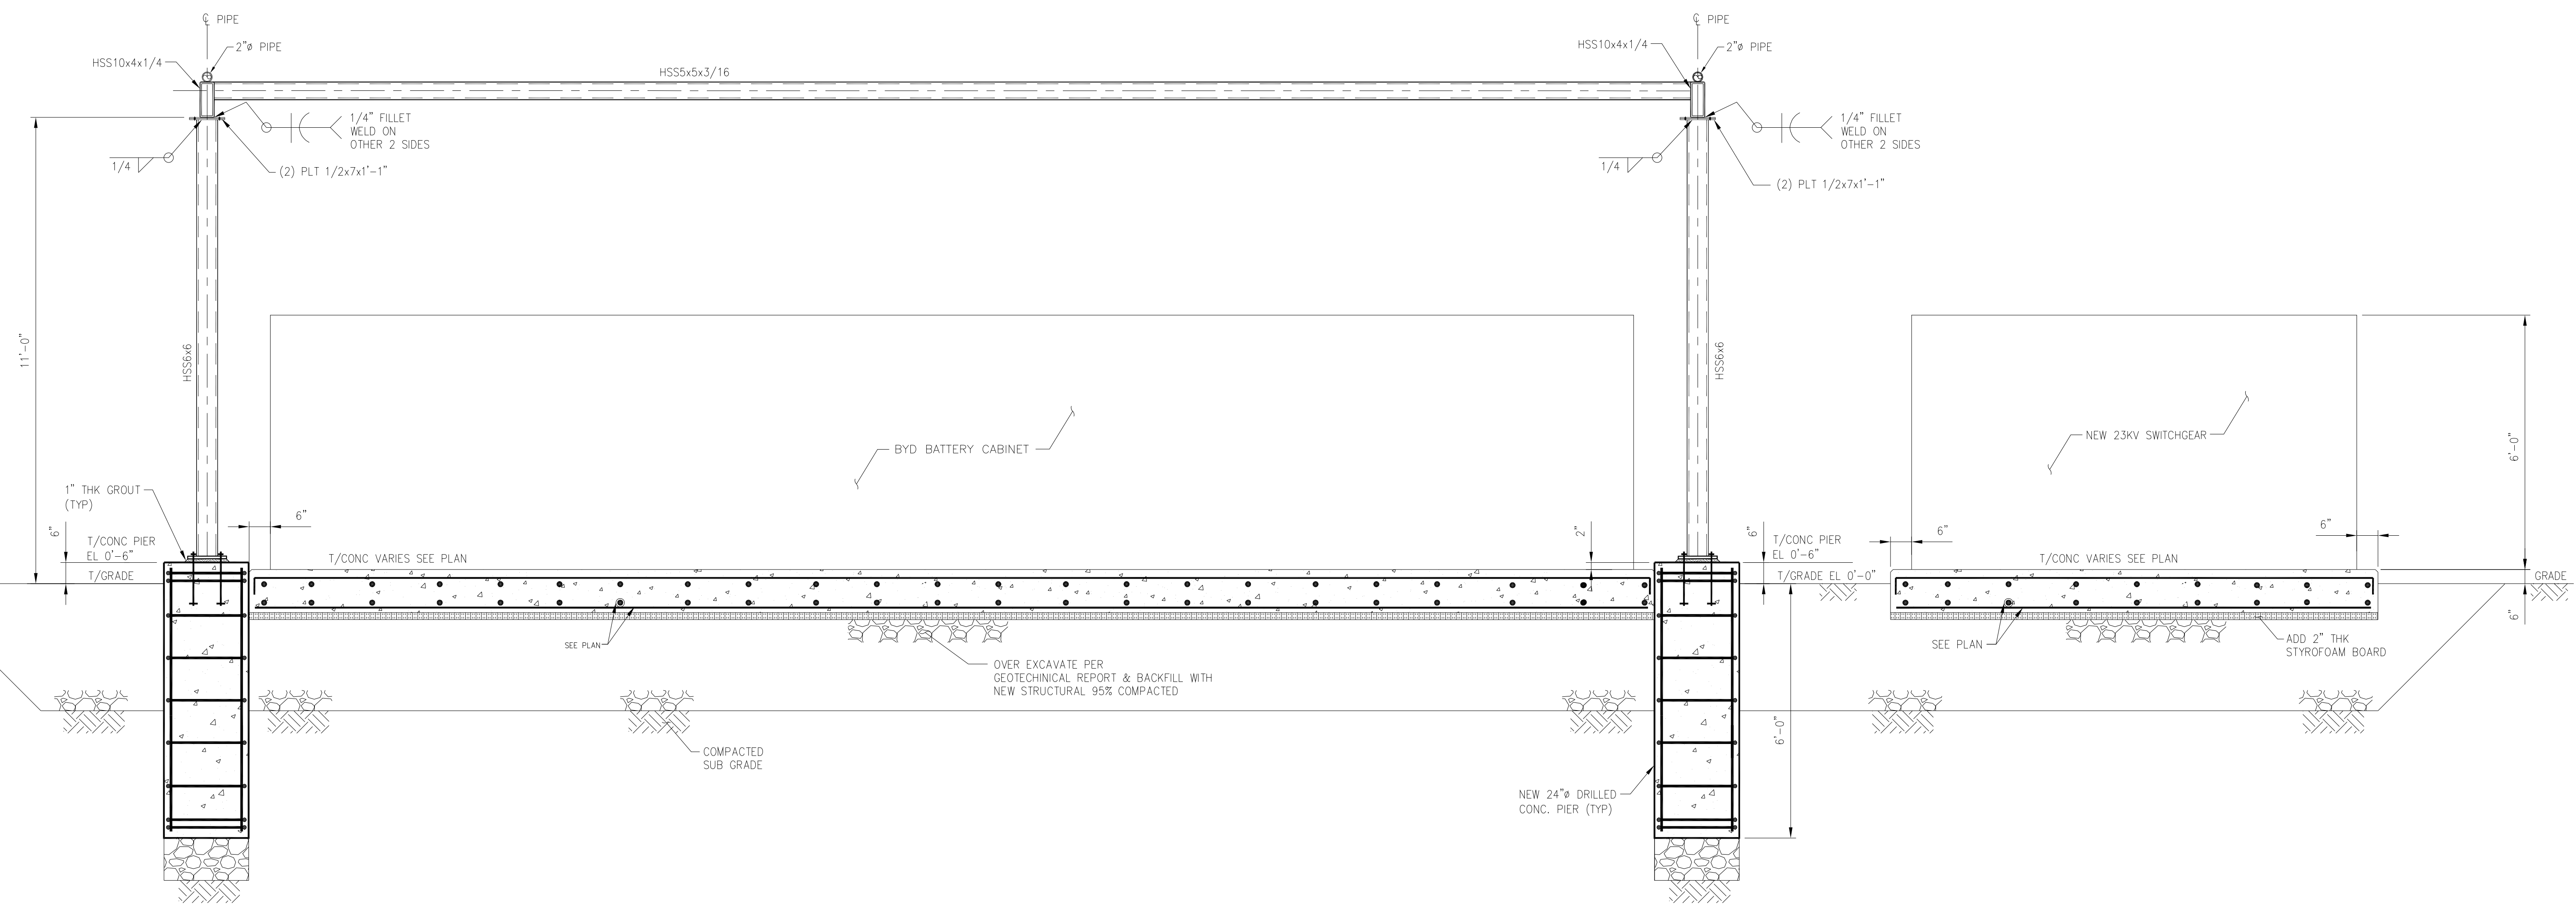 ℄ PIPE
2"ø PIPE
HSS10x4x1/4
HSS5x5x3/16
℄ PIPE
HSS10x4x1/4
2"ø PIPE
1/4" FILLET
WELD ON
OTHER 2 SIDES
1/4
(2) PLT 1/2x7x1'-1"
1/4" FILLET
WELD ON
OTHER 2 SIDES
1/4
(2) PLT 1/2x7x1'-1"
11'-0"
HSS6x6
HSS6x6
BYD BATTERY CABINET
NEW 23KV SWITCHGEAR
6'-0"
1" THK GROUT
(TYP)
6"
T/CONC PIER
EL 0'-6"
T/GRADE
6"
T/CONC VARIES SEE PLAN
2"
6"
T/CONC PIER
EL 0'-6"
T/GRADE EL 0'-0"
6"
6"
T/CONC VARIES SEE PLAN
GRADE
6"
SEE PLAN
SEE PLAN
ADD 2" THK
STYROFOAM BOARD
OVER EXCAVATE PER
GEOTECHINICAL REPORT & BACKFILL WITH
NEW STRUCTURAL 95% COMPACTED
COMPACTED
SUB GRADE
6'-0"
NEW 24"ø DRILLED
CONC. PIER (TYP)